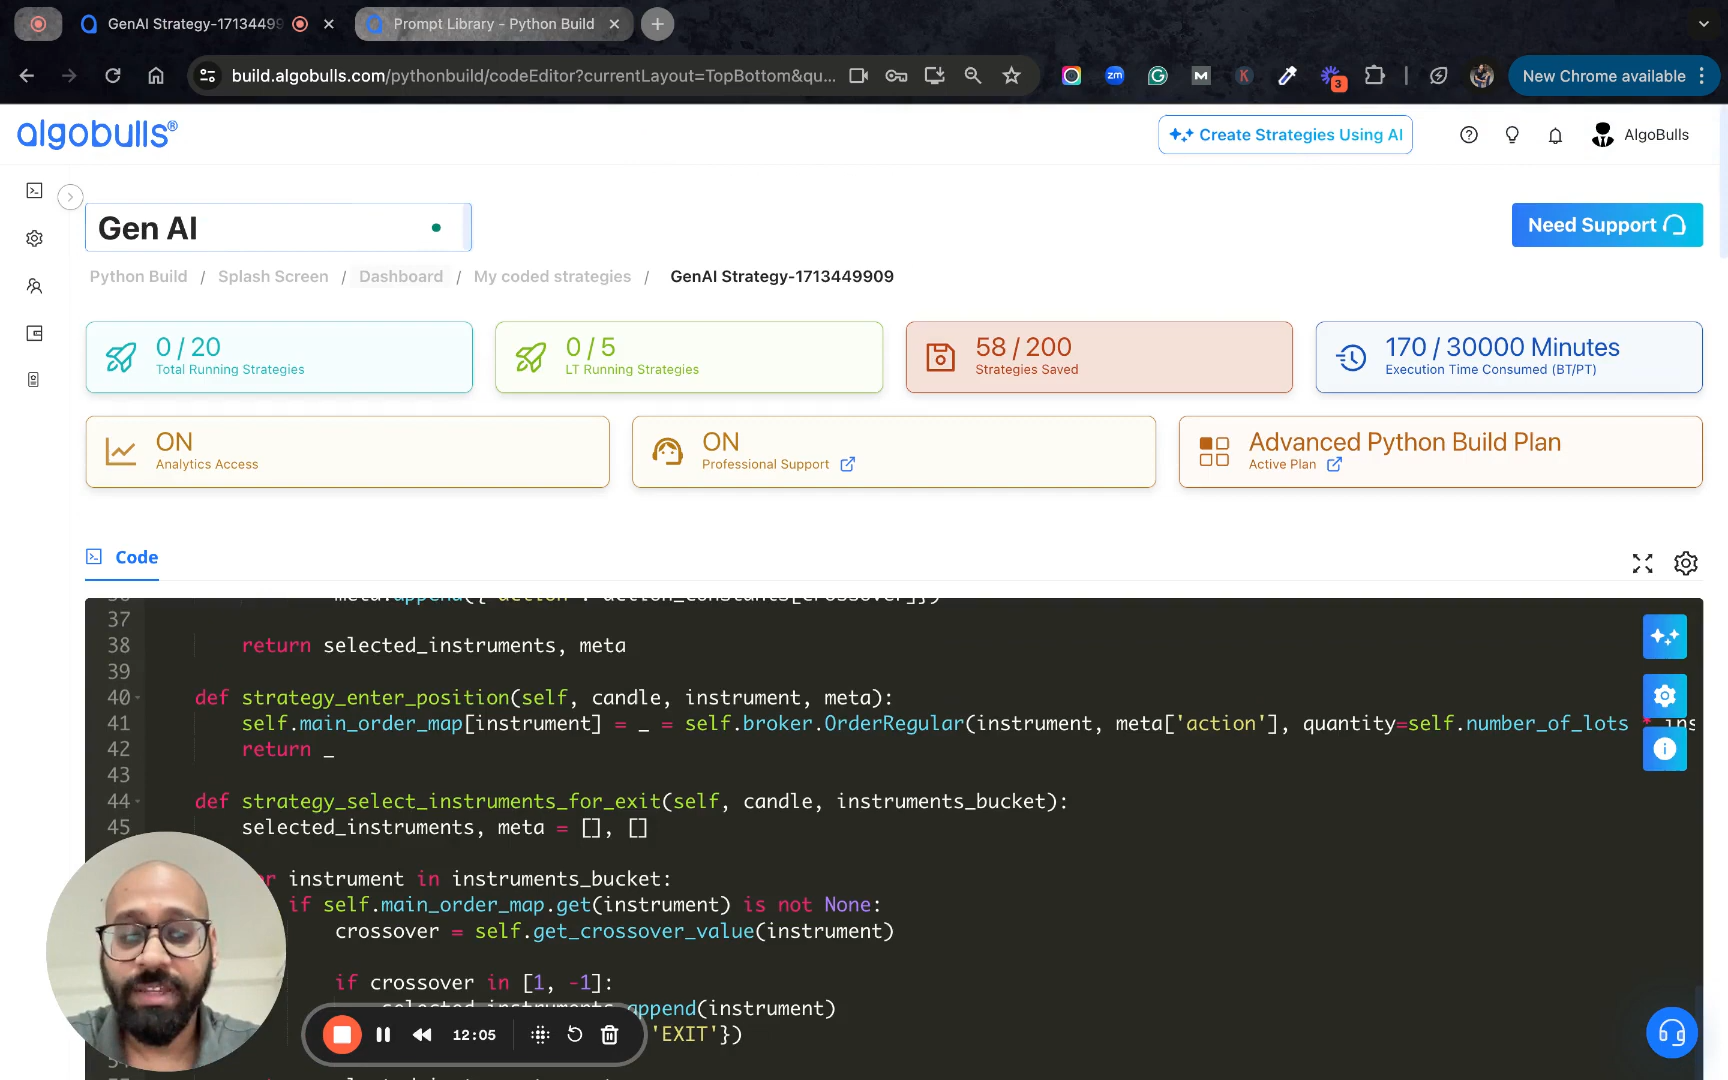 GenAI Strategy-17134499
Prompt Library - Python Build
build.algobulls.com/pythonbuild/codeEditor?currentLayout=TopBottom&qu...
zm
G
M
K
3
New Chrome available
algobulls®
Create Strategies Using AI
AlgoBulls
Gen AI
Need Support
Python Build / Splash Screen / Dashboard / My coded strategies / GenAI Strategy-1713449909
0 / 20
Total Running Strategies
0 / 5
LT Running Strategies
58 / 200
Strategies Saved
170 / 30000 Minutes
Execution Time Consumed (BT/PT)
ON
Analytics Access
ON
Professional Support
Advanced Python Build Plan
Active Plan
Code
37
38 return selected_instruments, meta
39
40 def strategy_enter_position(self, candle, instrument, meta):
41 self.main_order_map[instrument] = _ = self.broker.OrderRegular(instrument, meta['action'], quantity=self.number_of_lots * ins
42 return _
43
44 def strategy_select_instruments_for_exit(self, candle, instruments_bucket):
45 selected_instruments, meta = [], []
instrument in instruments_bucket:
if self.main_order_map.get(instrument) is not None:
crossover = self.get_crossover_value(instrument)
if crossover in [1, -1]:
append(instrument)
'EXIT'})
12:05